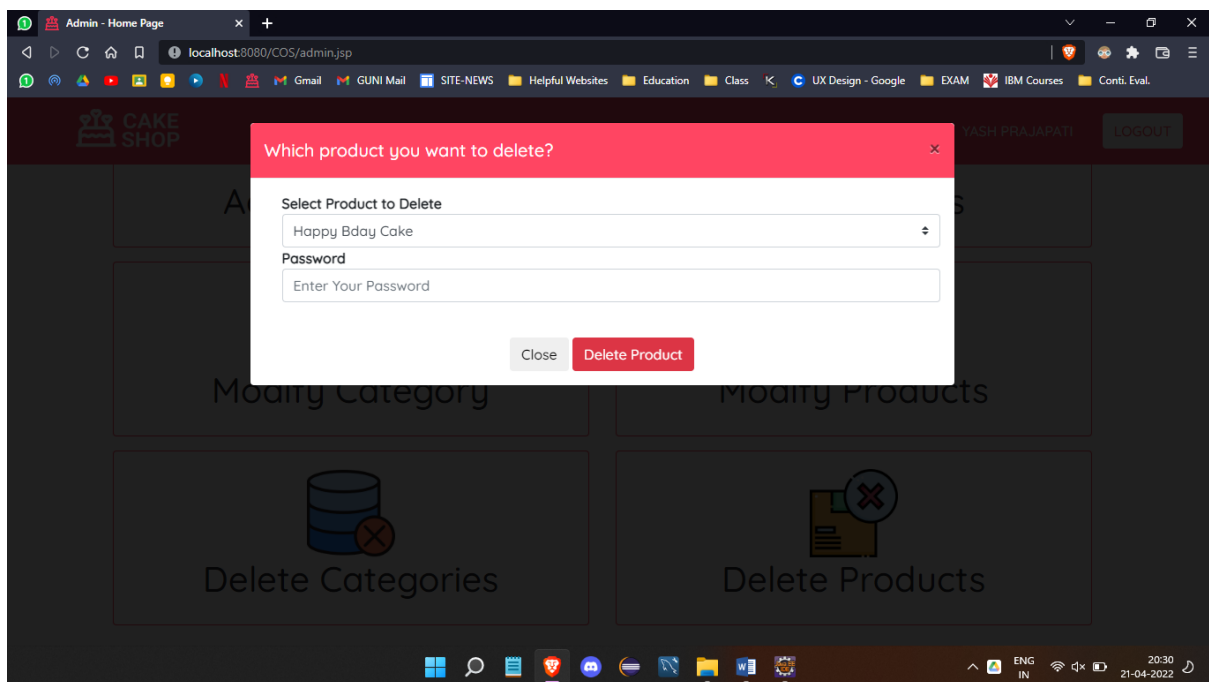 Admin - Home Page
localhost:8080/COS/admin.jsp
Gmail GUNI Mail SITE-NEWS Helpful Websites Education Class UX Design - Google EXAM IBM Courses Conti. Eval.
CAKE
SHOP
YASH PRAJAPATI
LOGOUT
Which product you want to delete?
×
Select Product to Delete
Happy Bday Cake
Password
Enter Your Password
Close Delete Product
Modify Category
Modify Products
Delete Categories
Delete Products
ENG
IN
20:30
21-04-2022